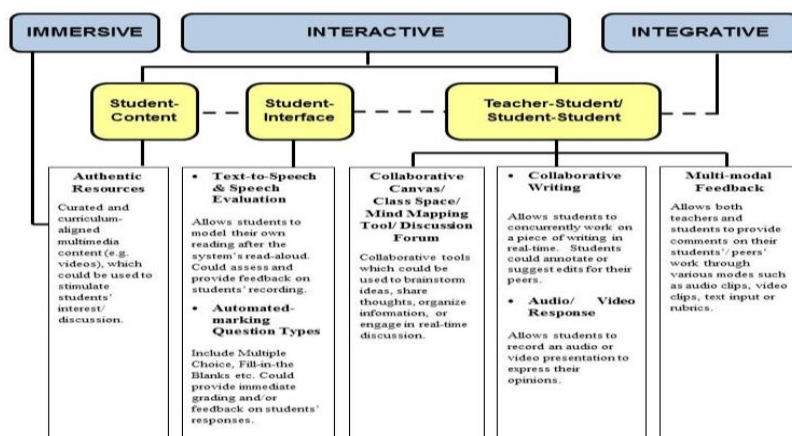 IMMERSIVE
INTERACTIVE
INTEGRATIVE
Student-
Content
Student-
Interface
Teacher-Student/
Student-Student
Authentic
Resources
Curated and
curriculum-
aligned
multimedia
content (e.g.
videos), which
could be used to
stimulate
students'
interest/
discussion.
• Text-to-Speech
& Speech
Evaluation
Allows students to
model their own
reading after the
system's read-aloud.
Could assess and
provide feedback on
students' recording.
• Automated-
marking
Question Types
Include Multiple
Choice, Fill-in-the
Blanks etc. Could
provide immediate
grading and/or
feedback on students'
responses.
Collaborative
Canvas/
Class Space/
Mind Mapping
Tool/ Discussion
Forum
Collaborative tools
which could be
used to brainstorm
ideas, share
thoughts, organize
information, or
engage in real-time
discussion.
• Collaborative
Writing
Allows students to
concurrently work on
a piece of writing in
real-time. Students
could annotate or
suggest edits for their
peers.
• Audio/ Video
Response
Allows students to
record an audio or
video presentation to
express their
opinions.
Multi-modal
Feedback
Allows both
teachers and
students to provide
comments on their
students'/ peers'
work through
various modes such
as audio clips, video
clips, text input or
rubrics.